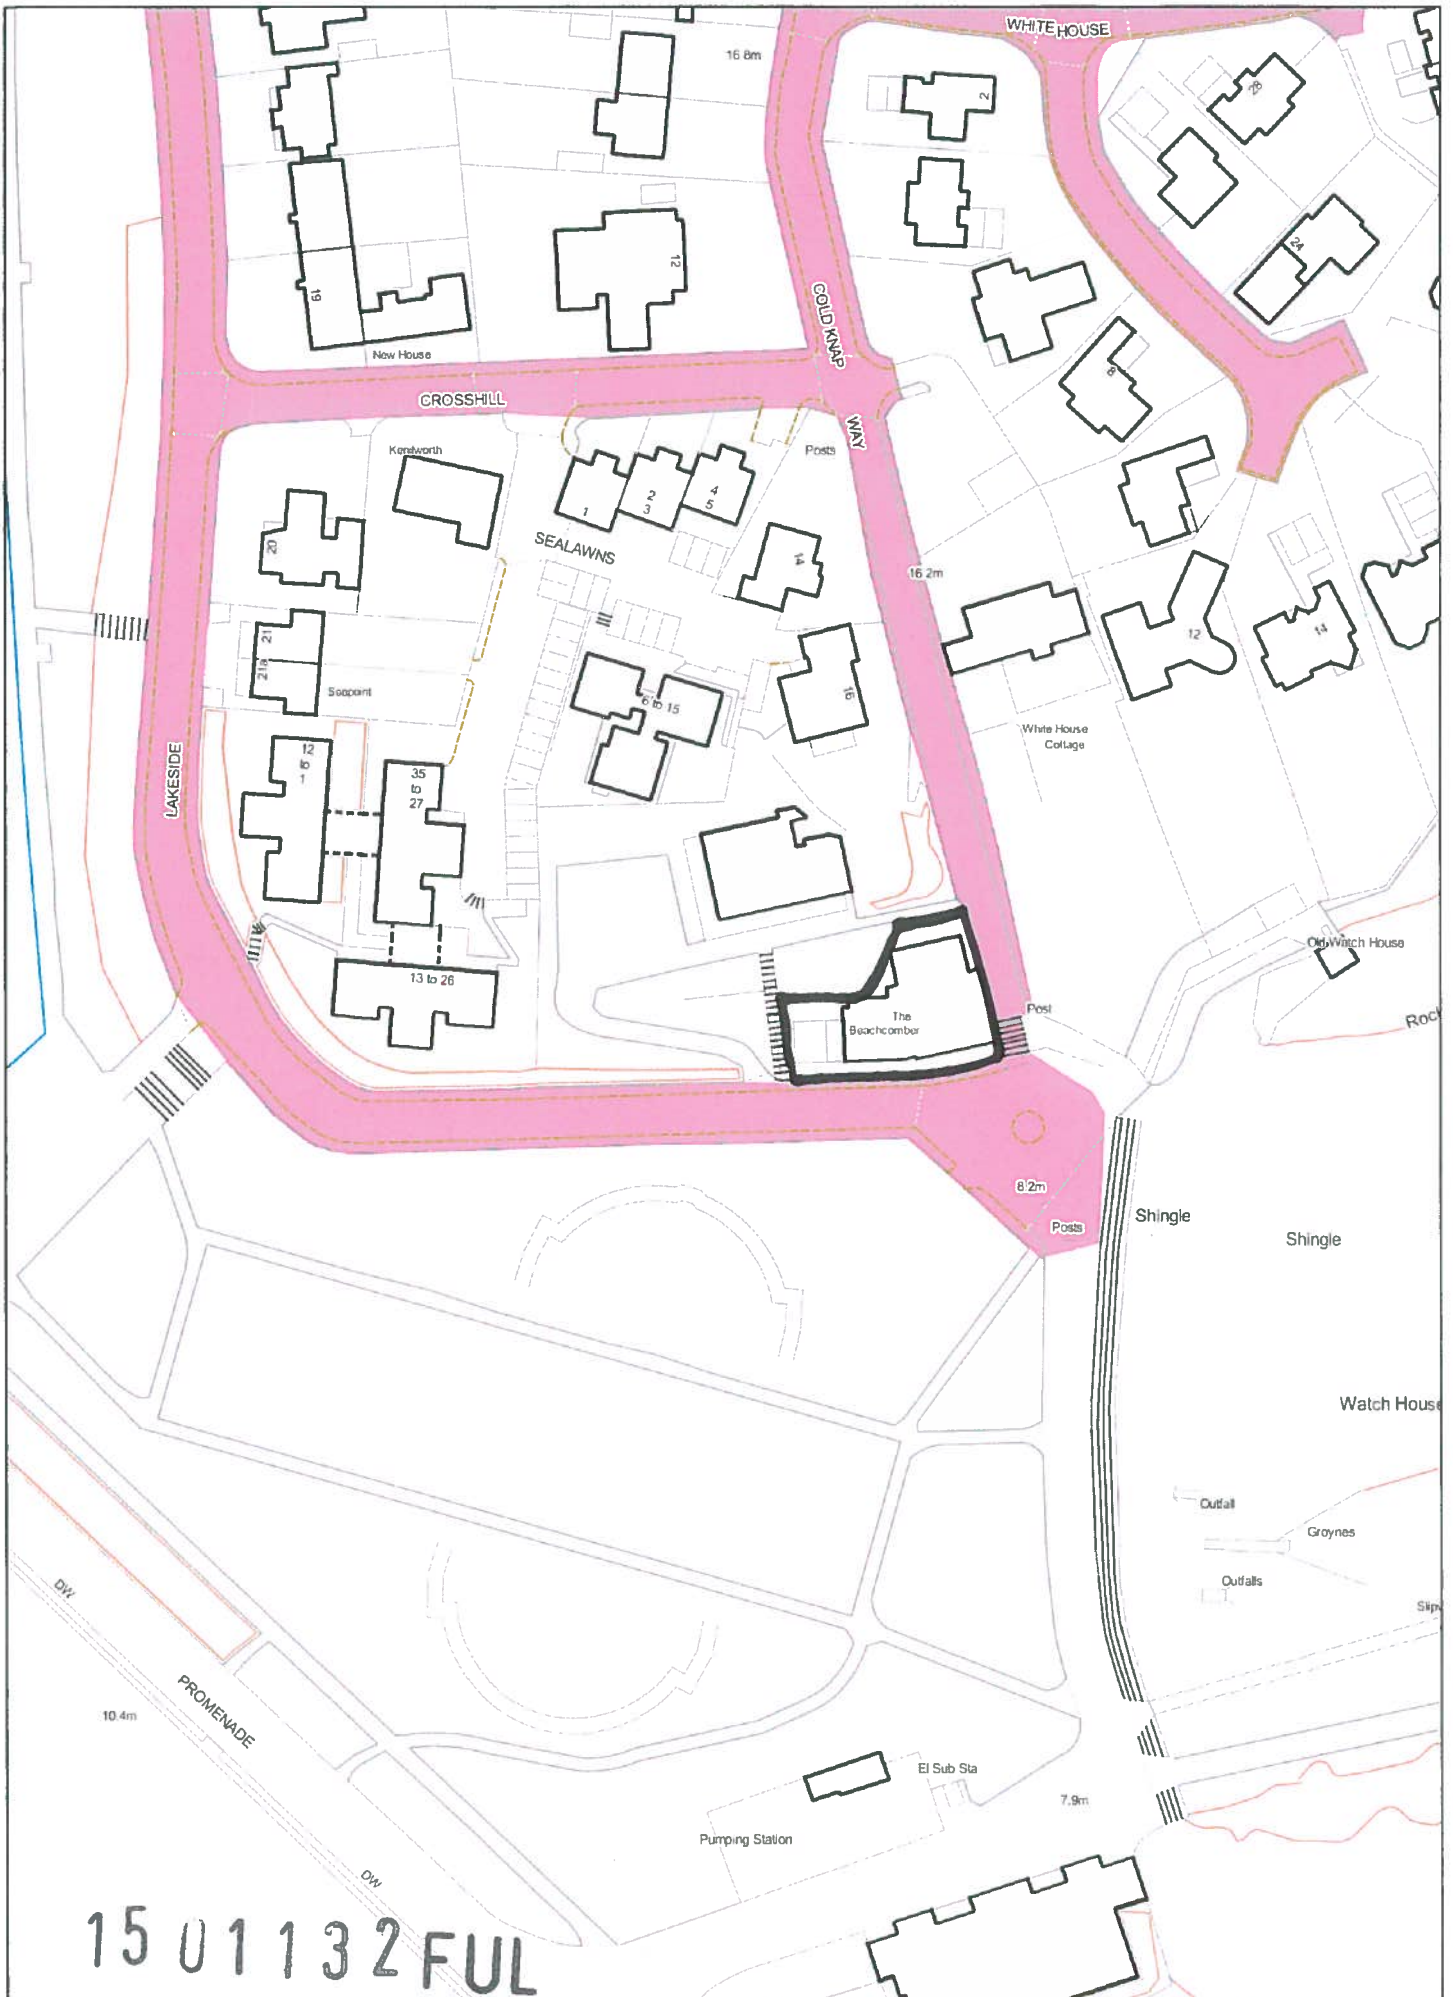 WHITE HOUSE
16 8m
2
28
24
12
19
COLD KNAP
New House
8
CROSSHILL
WAY
Kenilworth
Posts
1
2
3
4
5
20
SEALAWNS
14
16 2m
21
21a
12
14
Seapoint
6 to 15
16
White House
Cottage
LAKESIDE
12
to
1
35
to
27
Old Watch House
13 to 26
The
Beachcomber
Post
8.2m
Posts
Shingle
Shingle
Watch House
Outfall
Groynes
Outfalls
DW
PROMENADE
10.4m
El Sub Sta
7.9m
Pumping Station
DW
15 01132 FUL